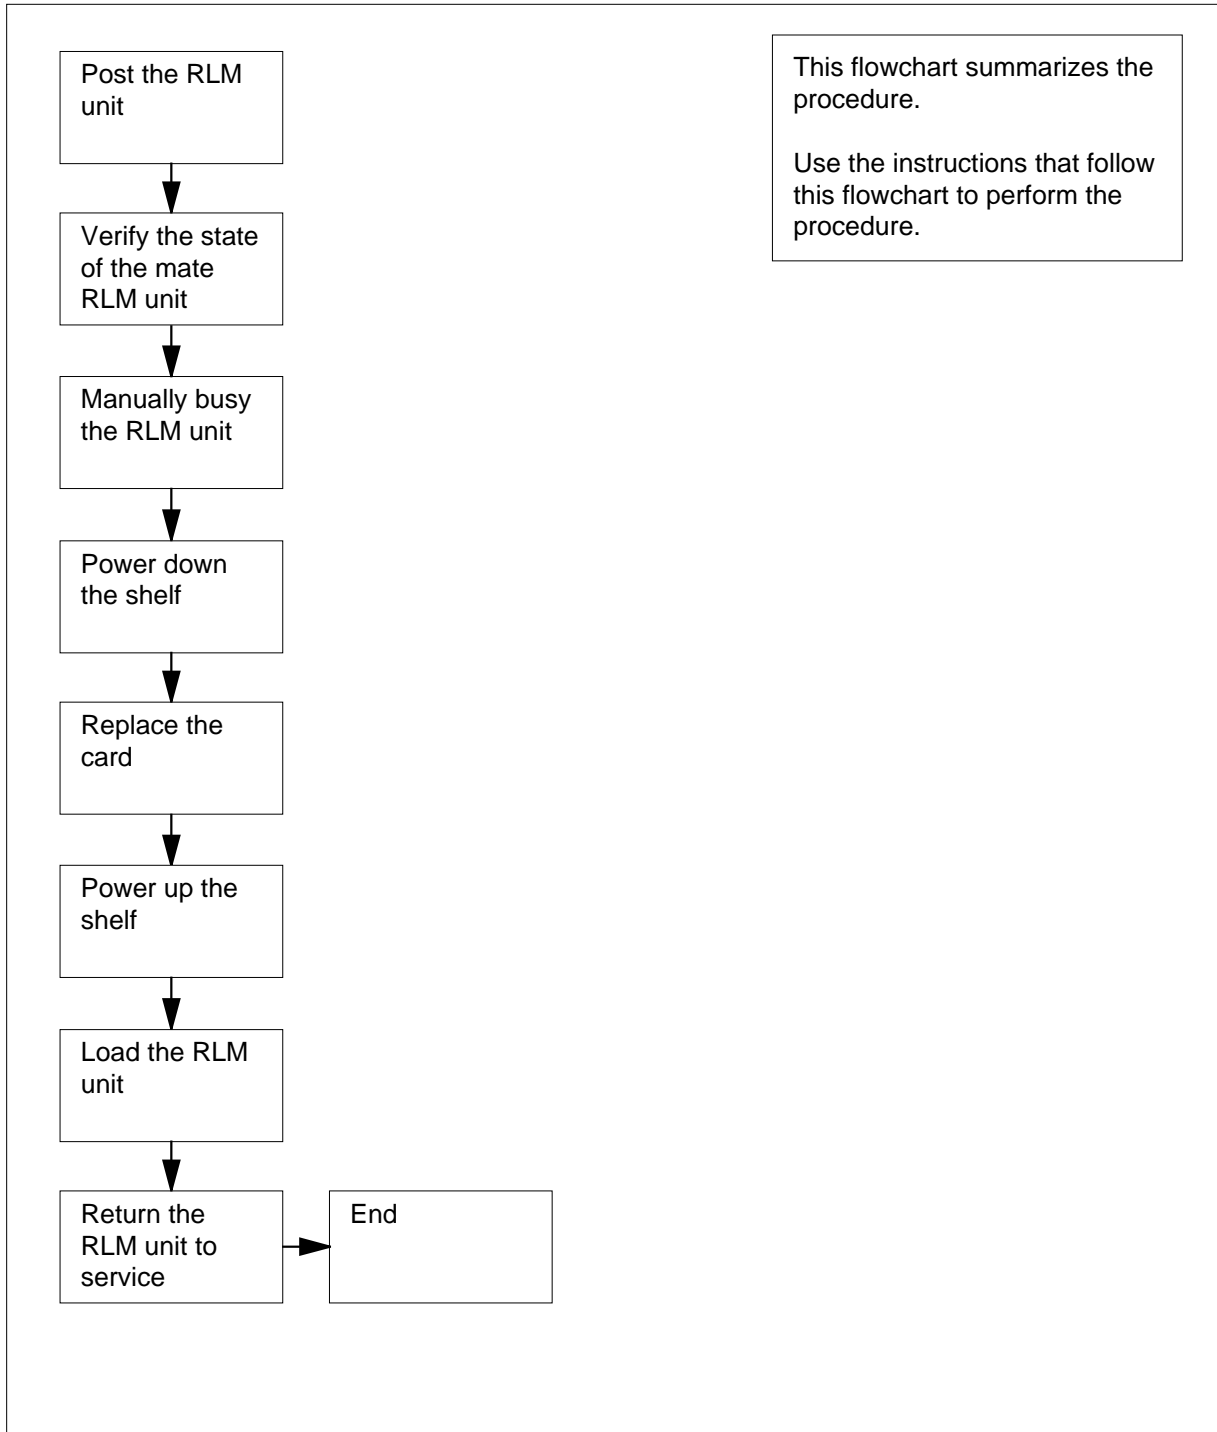 Post the RLM
unit
This flowchart summarizes the
procedure.
Use the instructions that follow
this flowchart to perform the
procedure.
Verify the state
of the mate
RLM unit
Manually busy
the RLM unit
Power down
the shelf
Replace the
card
Power up the
shelf
Load the RLM
unit
Return the
RLM unit to
service
End